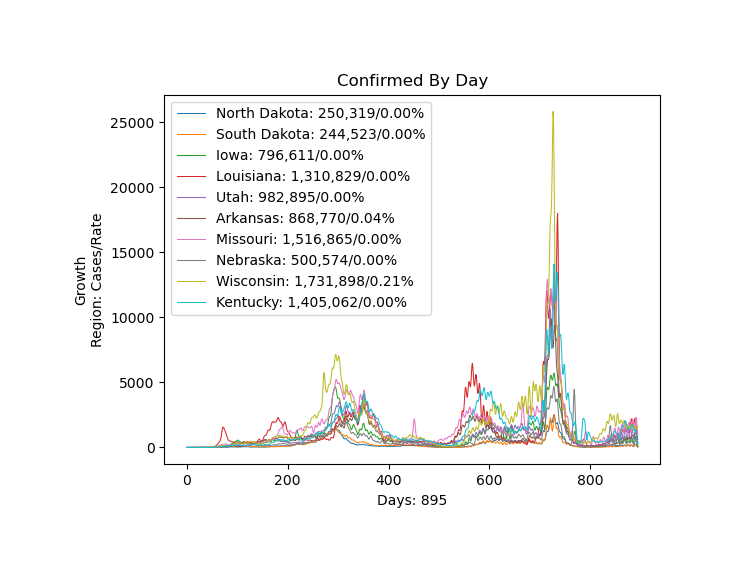 Confirmed By Day
25000
20000
15000
10000
5000
0
Growth
Region: Cases/Rate
North Dakota: 250,319/0.00%
South Dakota: 244,523/0.00%
Iowa: 796,611/0.00%
Louisiana: 1,310,829/0.00%
Utah: 982,895/0.00%
Arkansas: 868,770/0.04%
Missouri: 1,516,865/0.00%
Nebraska: 500,574/0.00%
Wisconsin: 1,731,898/0.21%
Kentucky: 1,405,062/0.00%
0 200 400 600 800
Days: 895